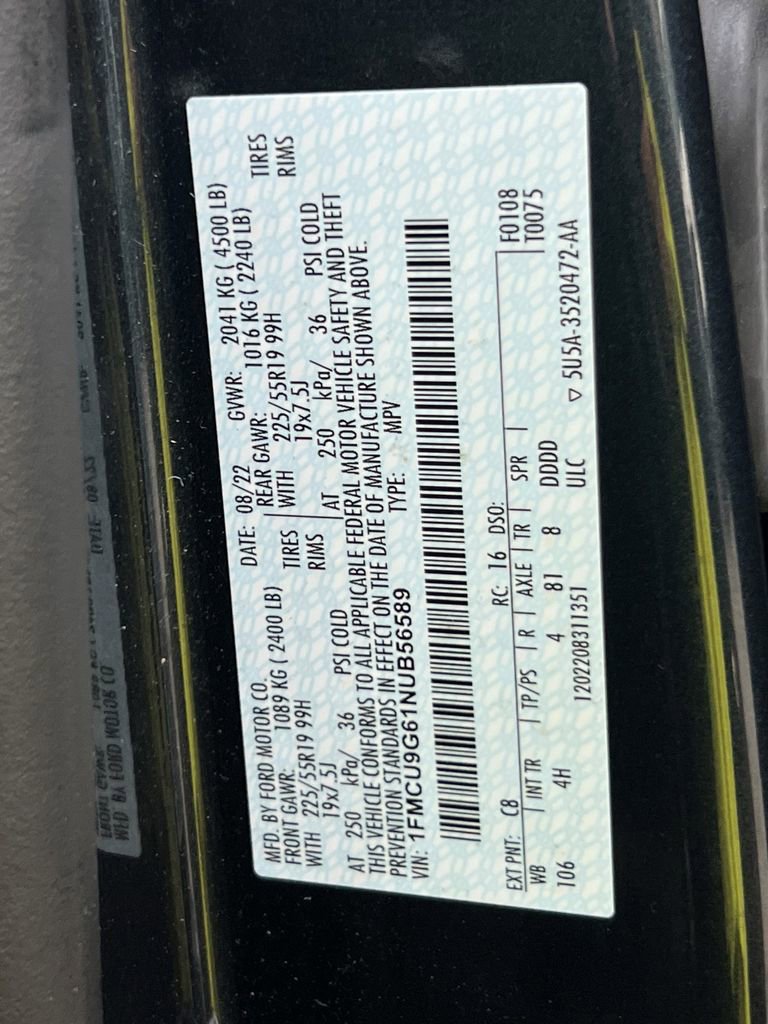 MFD. BY FORD MOTOR CO.
DATE: 08/22 GVWR: 2041 KG ( 4500 LB)
FRONT GAWR: 1089 KG ( 2400 LB)
REAR GAWR: 1016 KG ( 2240 LB)
WITH 225/55R19 99H TIRES
WITH 225/55R19 99H TIRES
19x7.5J RIMS
19x7.5J RIMS
AT 250 kPa/ 36 PSI COLD
AT 250 kPa/ 36 PSI COLD
THIS VEHICLE CONFORMS TO ALL APPLICABLE FEDERAL MOTOR VEHICLE SAFETY AND THEFT
PREVENTION STANDARDS IN EFFECT ON THE DATE OF MANUFACTURE SHOWN ABOVE.
VIN: 1FMCU9G61NUB56589 TYPE: MPV
EXT PNT: C8 RC: 16 DSO: F0108
WB INT TR TP/PS R AXLE TR SPR T0075
106 4H 4 81 8 DDDD
1202208311351 ULC ▽ 5U5A-3520472-AA